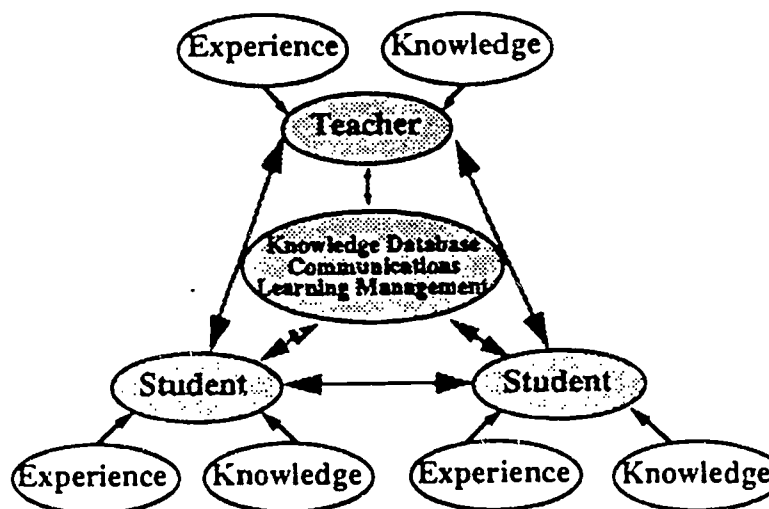 Experience
Knowledge
Teacher
Knowledge Database
Communications
Learning Management
Student
Student
Experience
Knowledge
Experience
Knowledge